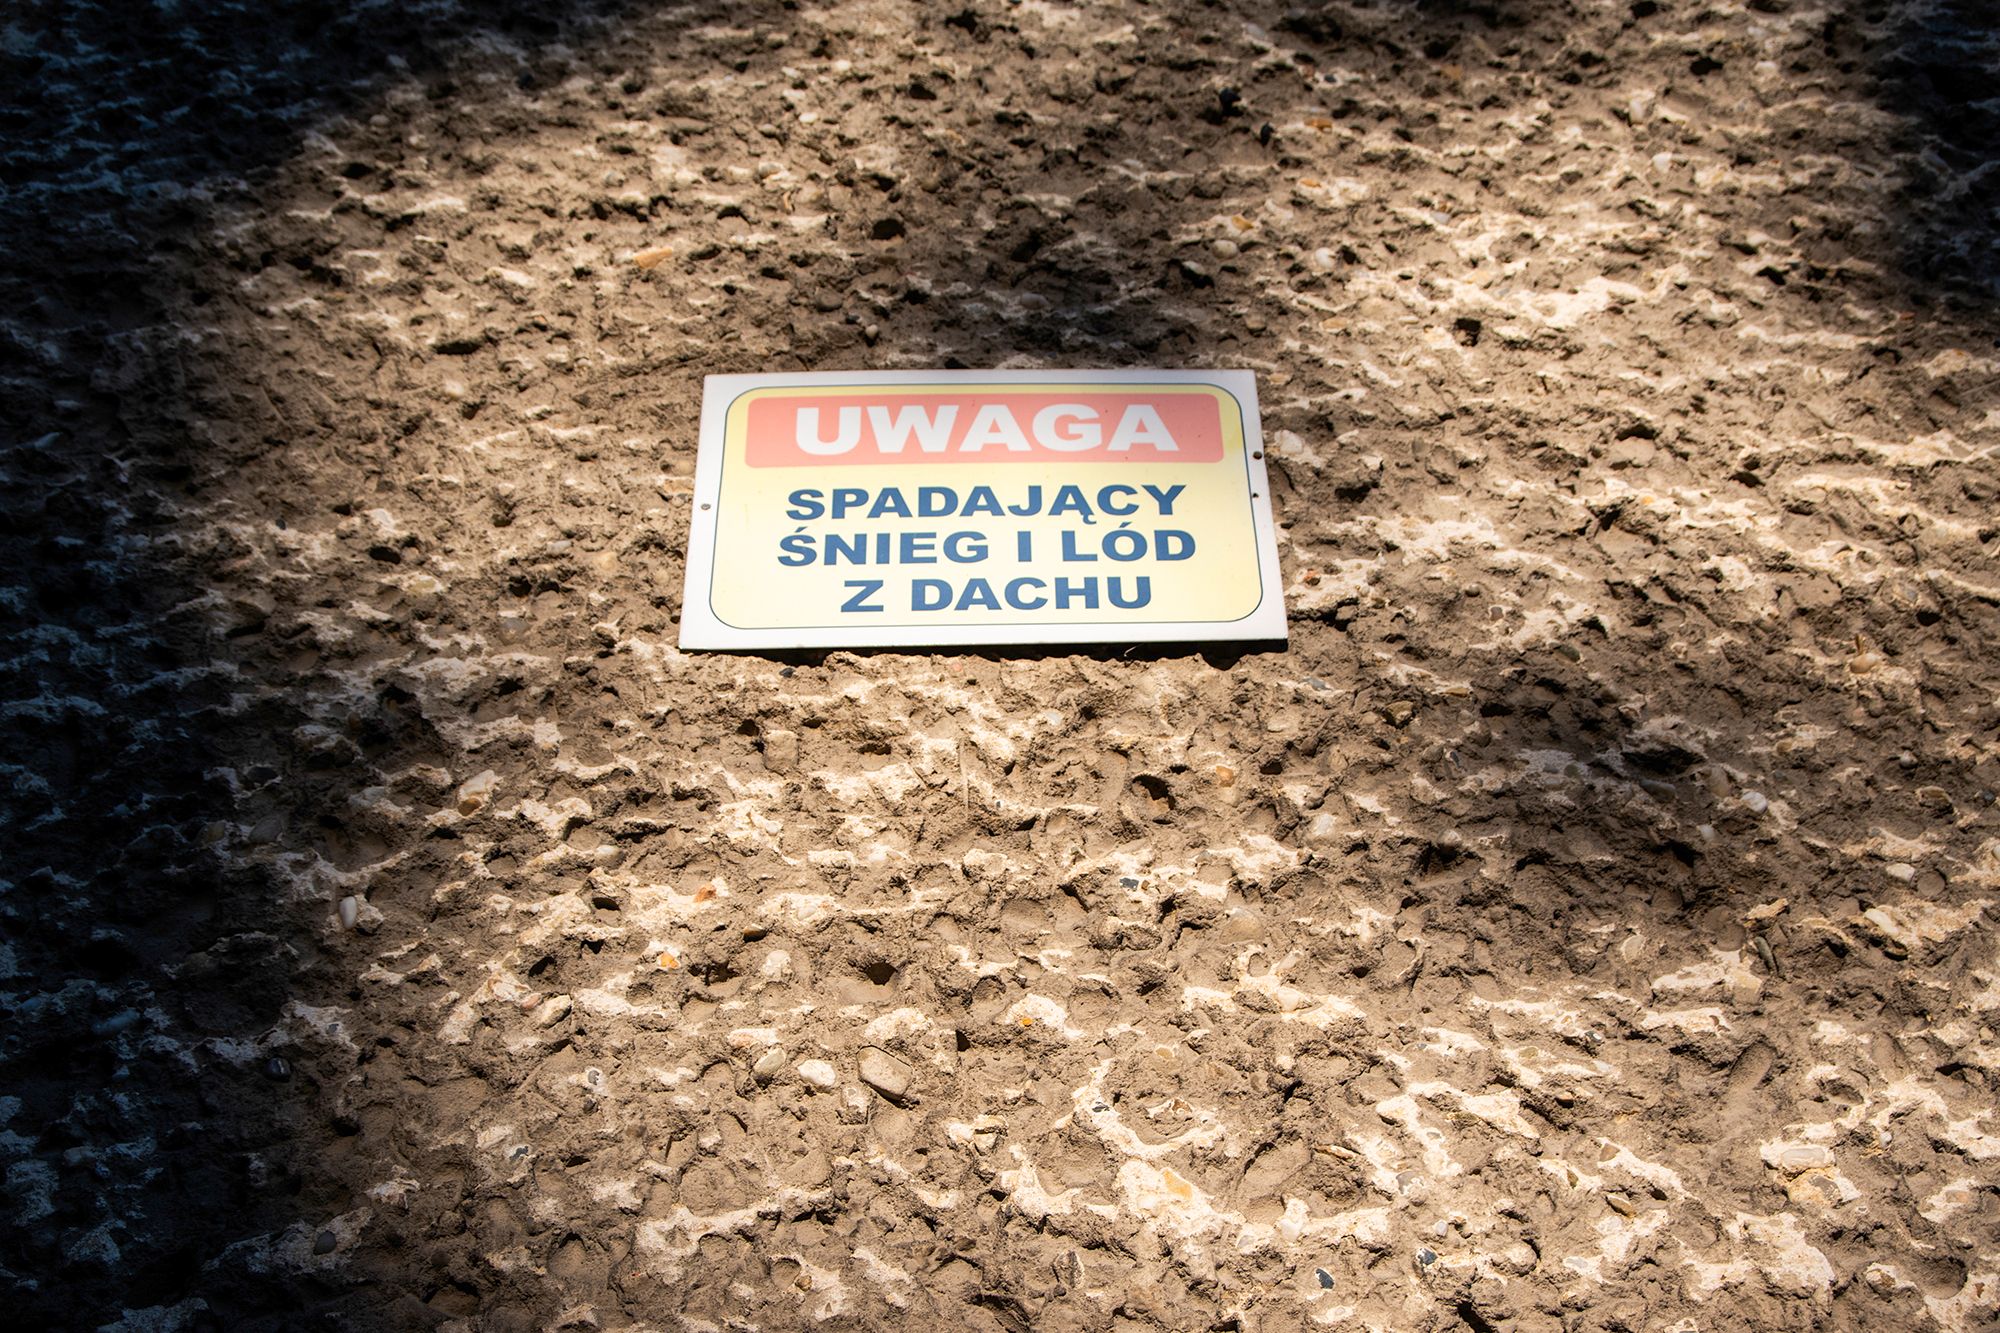 UWAGA
SPADAJĄCY
ŚNIEG I LÓD
Z DACHU